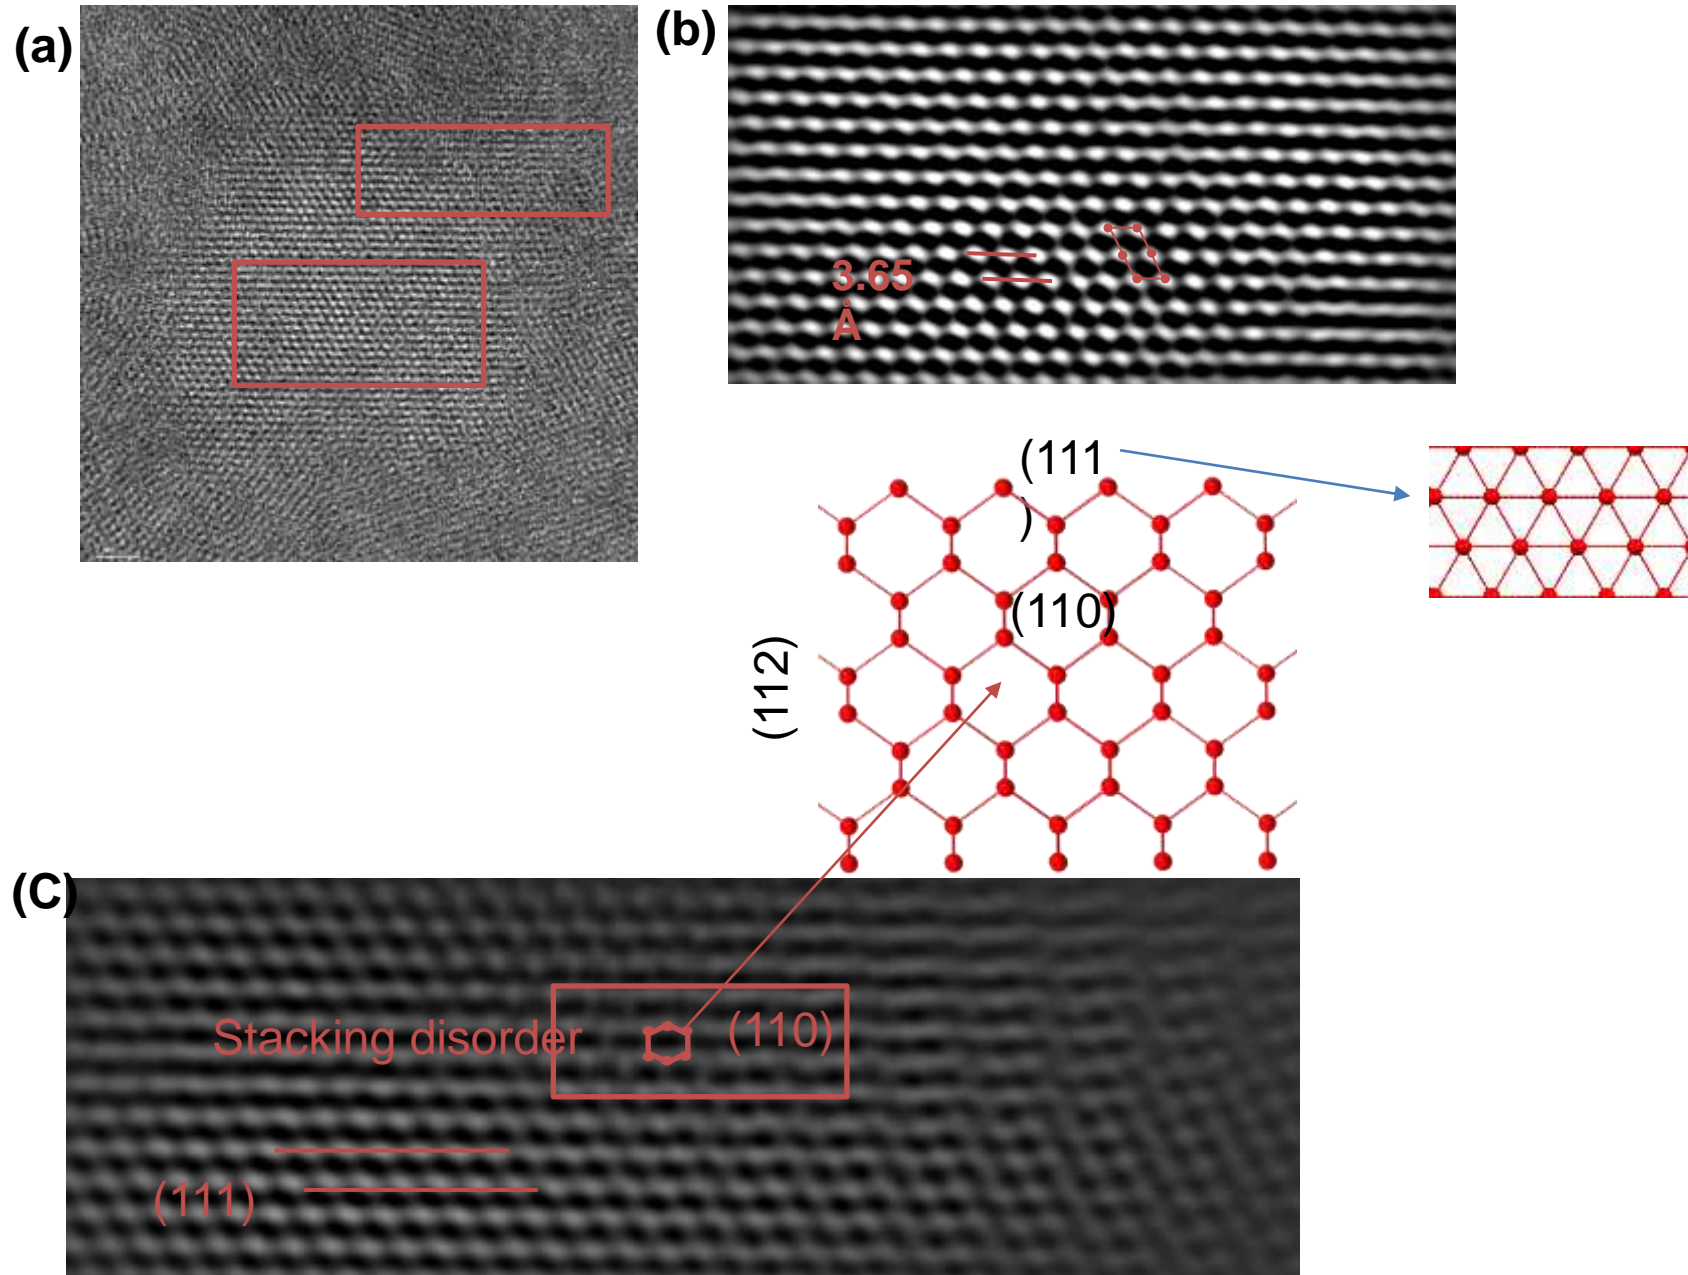 (a)
(b)
3.65
Å
(111
)
(110)
(112)
(C)
Stacking disorder
(110)
(111)